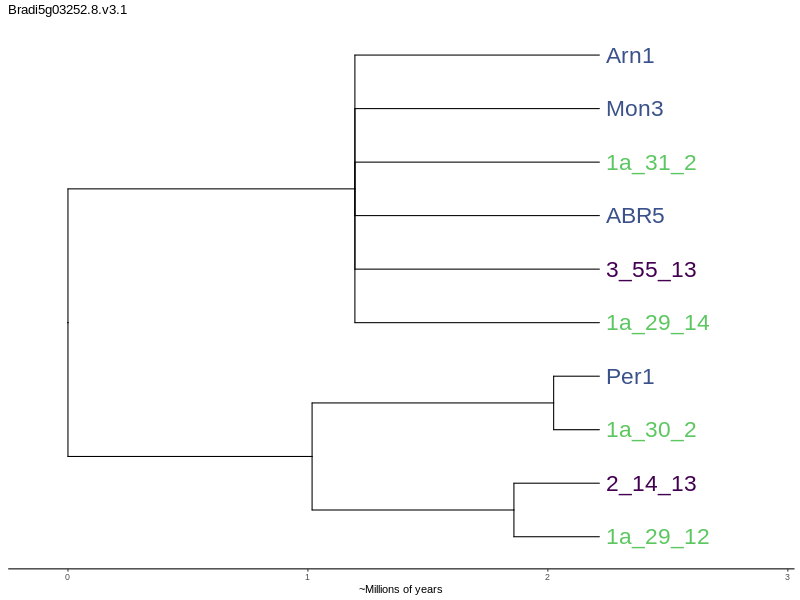 Bradi5g03252.8.v3.1
Arn1
Mon3
1a_31_2
ABR5
3_55_13
1a_29_14
Per1
1a_30_2
2_14_13
1a_29_12
0 1 2 3
~Millions of years